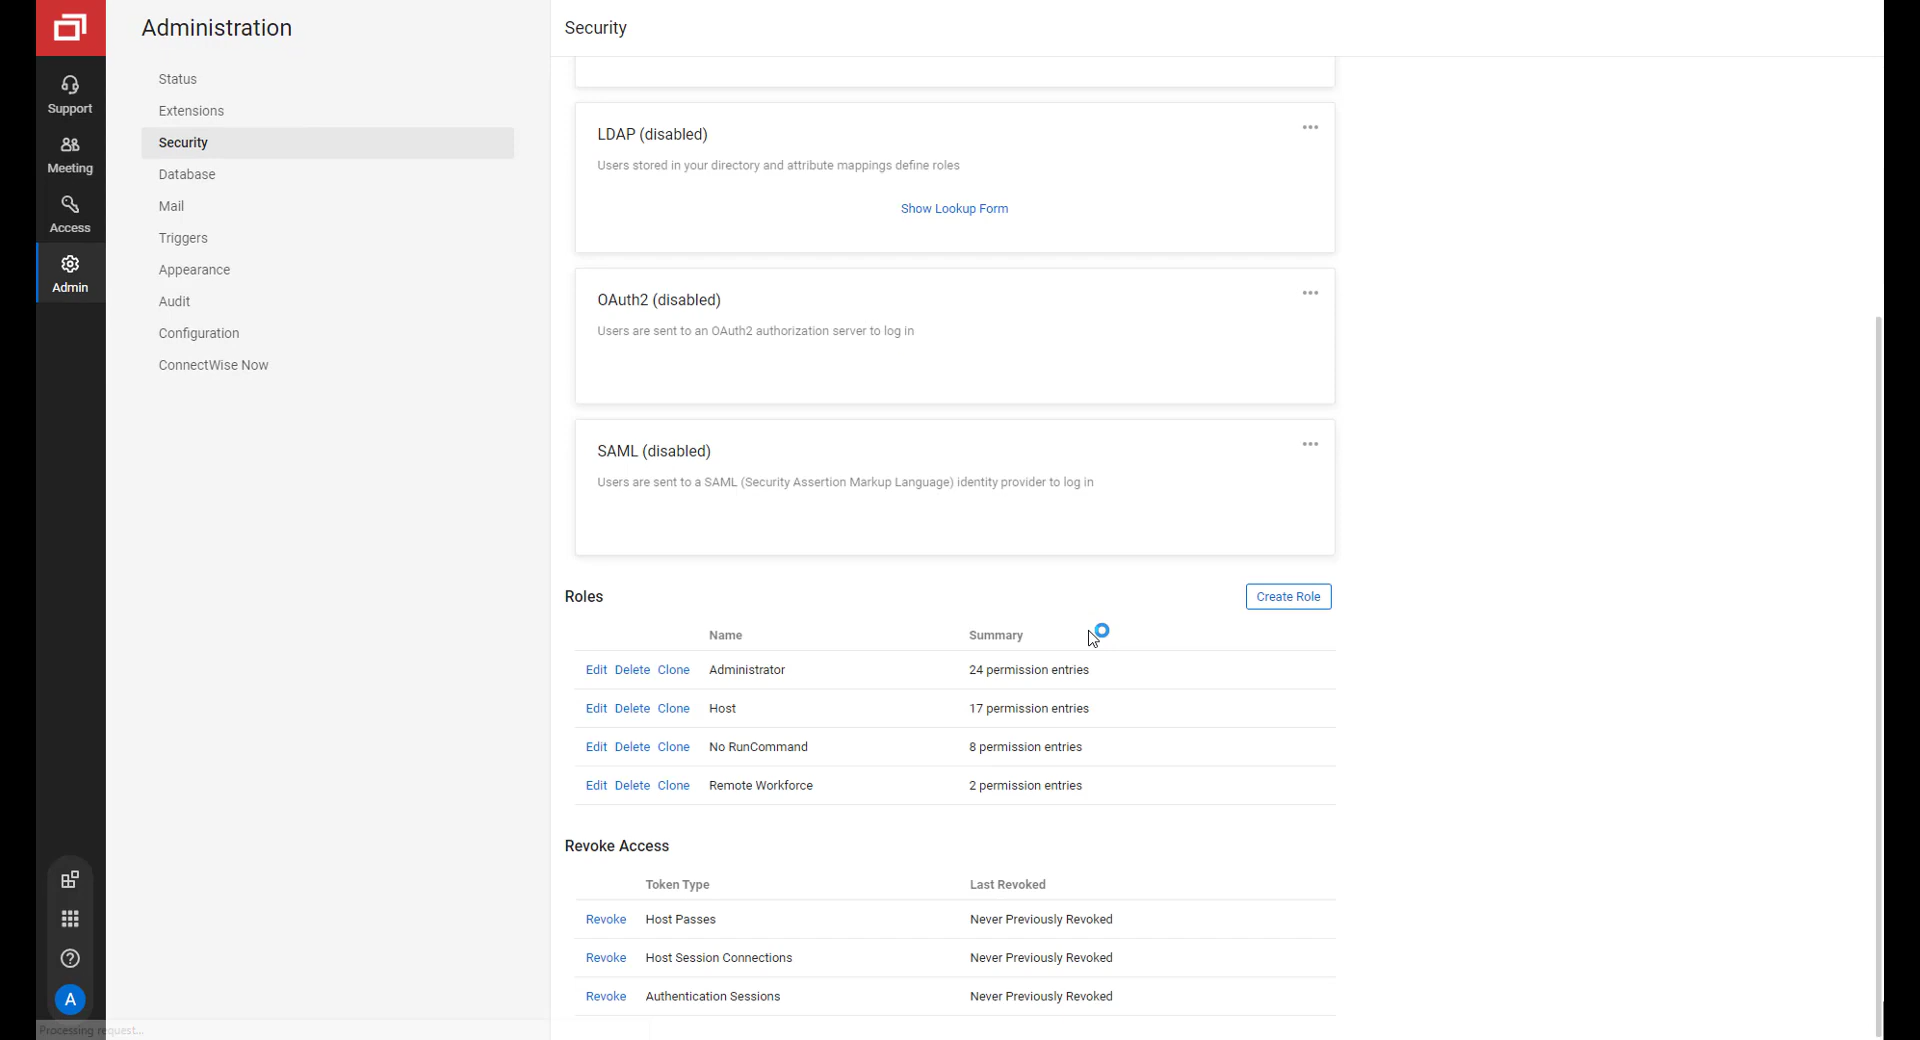 Administration
Security
Support
Meeting
Access
Admin
Status
Extensions
Security
Database
Mail
Triggers
Appearance
Audit
Configuration
ConnectWise Now
LDAP (disabled)
Users stored in your directory and attribute mappings define roles
Show Lookup Form
OAuth2 (disabled)
Users are sent to an OAuth2 authorization server to log in
SAML (disabled)
Users are sent to a SAML (Security Assertion Markup Language) identity provider to log in
Roles
Create Role
Name Summary
Edit Delete Clone Administrator 24 permission entries
Edit Delete Clone Host 17 permission entries
Edit Delete Clone No RunCommand 8 permission entries
Edit Delete Clone Remote Workforce 2 permission entries
Revoke Access
Token Type Last Revoked
Revoke Host Passes Never Previously Revoked
Revoke Host Session Connections Never Previously Revoked
Revoke Authentication Sessions Never Previously Revoked
A
Processing request...